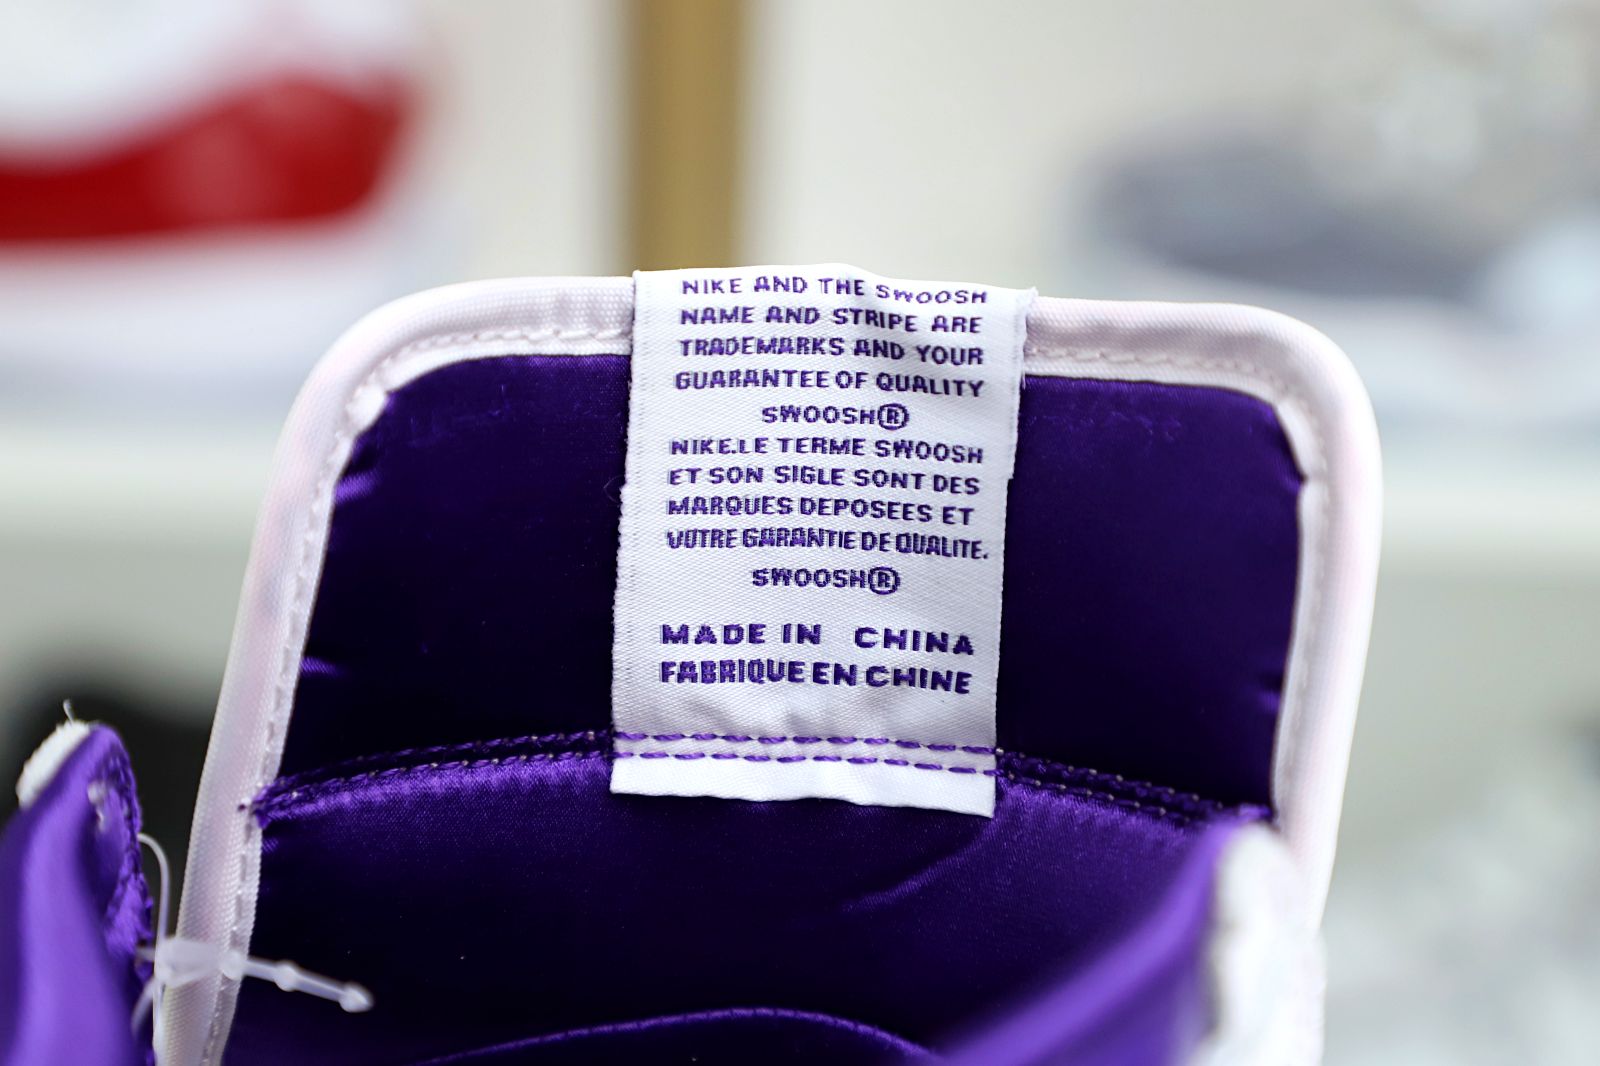 NIKE AND THE SWOOSH
NAME AND STRIPE ARE
TRADEMARKS AND YOUR
GUARANTEE OF QUALITY
SWOOSH®
NIKE.LE TERME SWOOSH
ET SON SIGLE SONT DES
MARQUES DEPOSEES ET
VOTRE GARANTIE DE QUALITE.
SWOOSH®
MADE IN CHINA
FABRIQUE EN CHINE